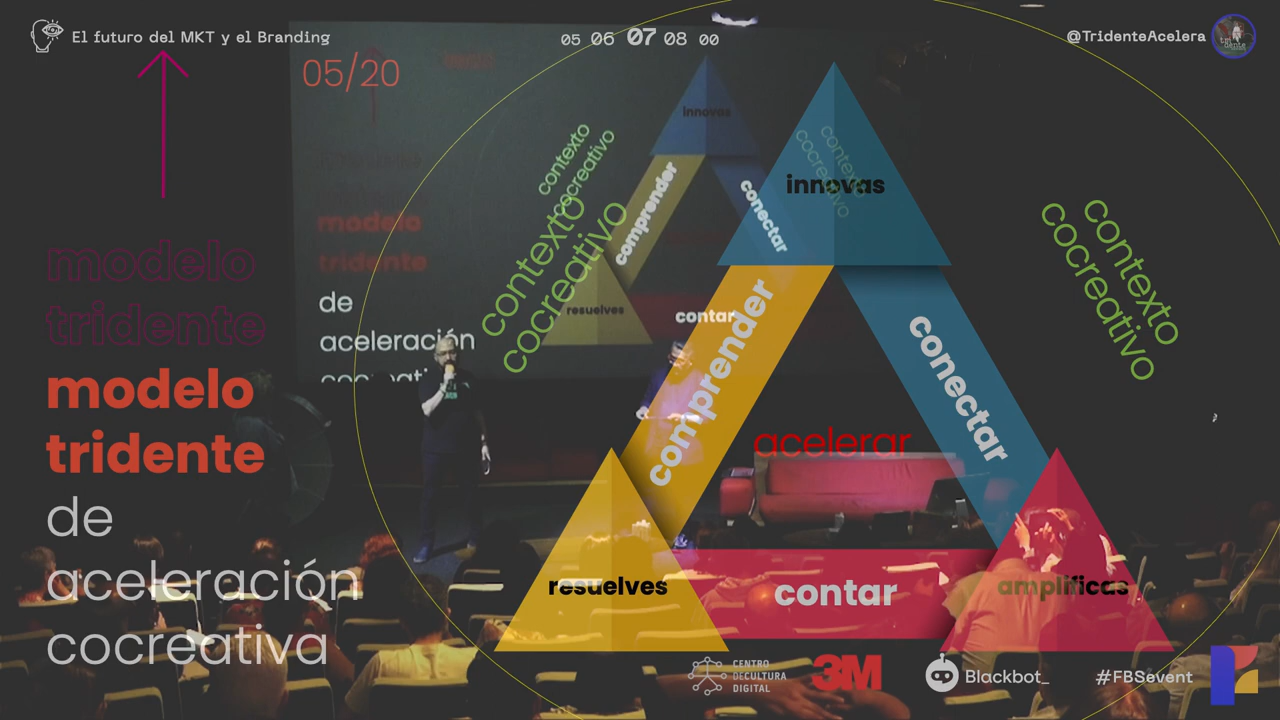 El futuro del MKT y el Branding
05 06 07 08 00
@TridenteAcelera
05/20
modelo
tridente
de
aceleración
innovas
comprender
conectar
resuelves
contar
contexto
cocreativo
contexto
cocreativo
contexto
cocreativo
contexto
cocreativo
modelo
tridente
modelo
tridente
de
aceleración
cocreativa
innovas
comprender
conectar
acelerar
resuelves
contar
amplificas
CENTRO
DECULTURA
DIGITAL
3M
Blackbot_
#FBSevent